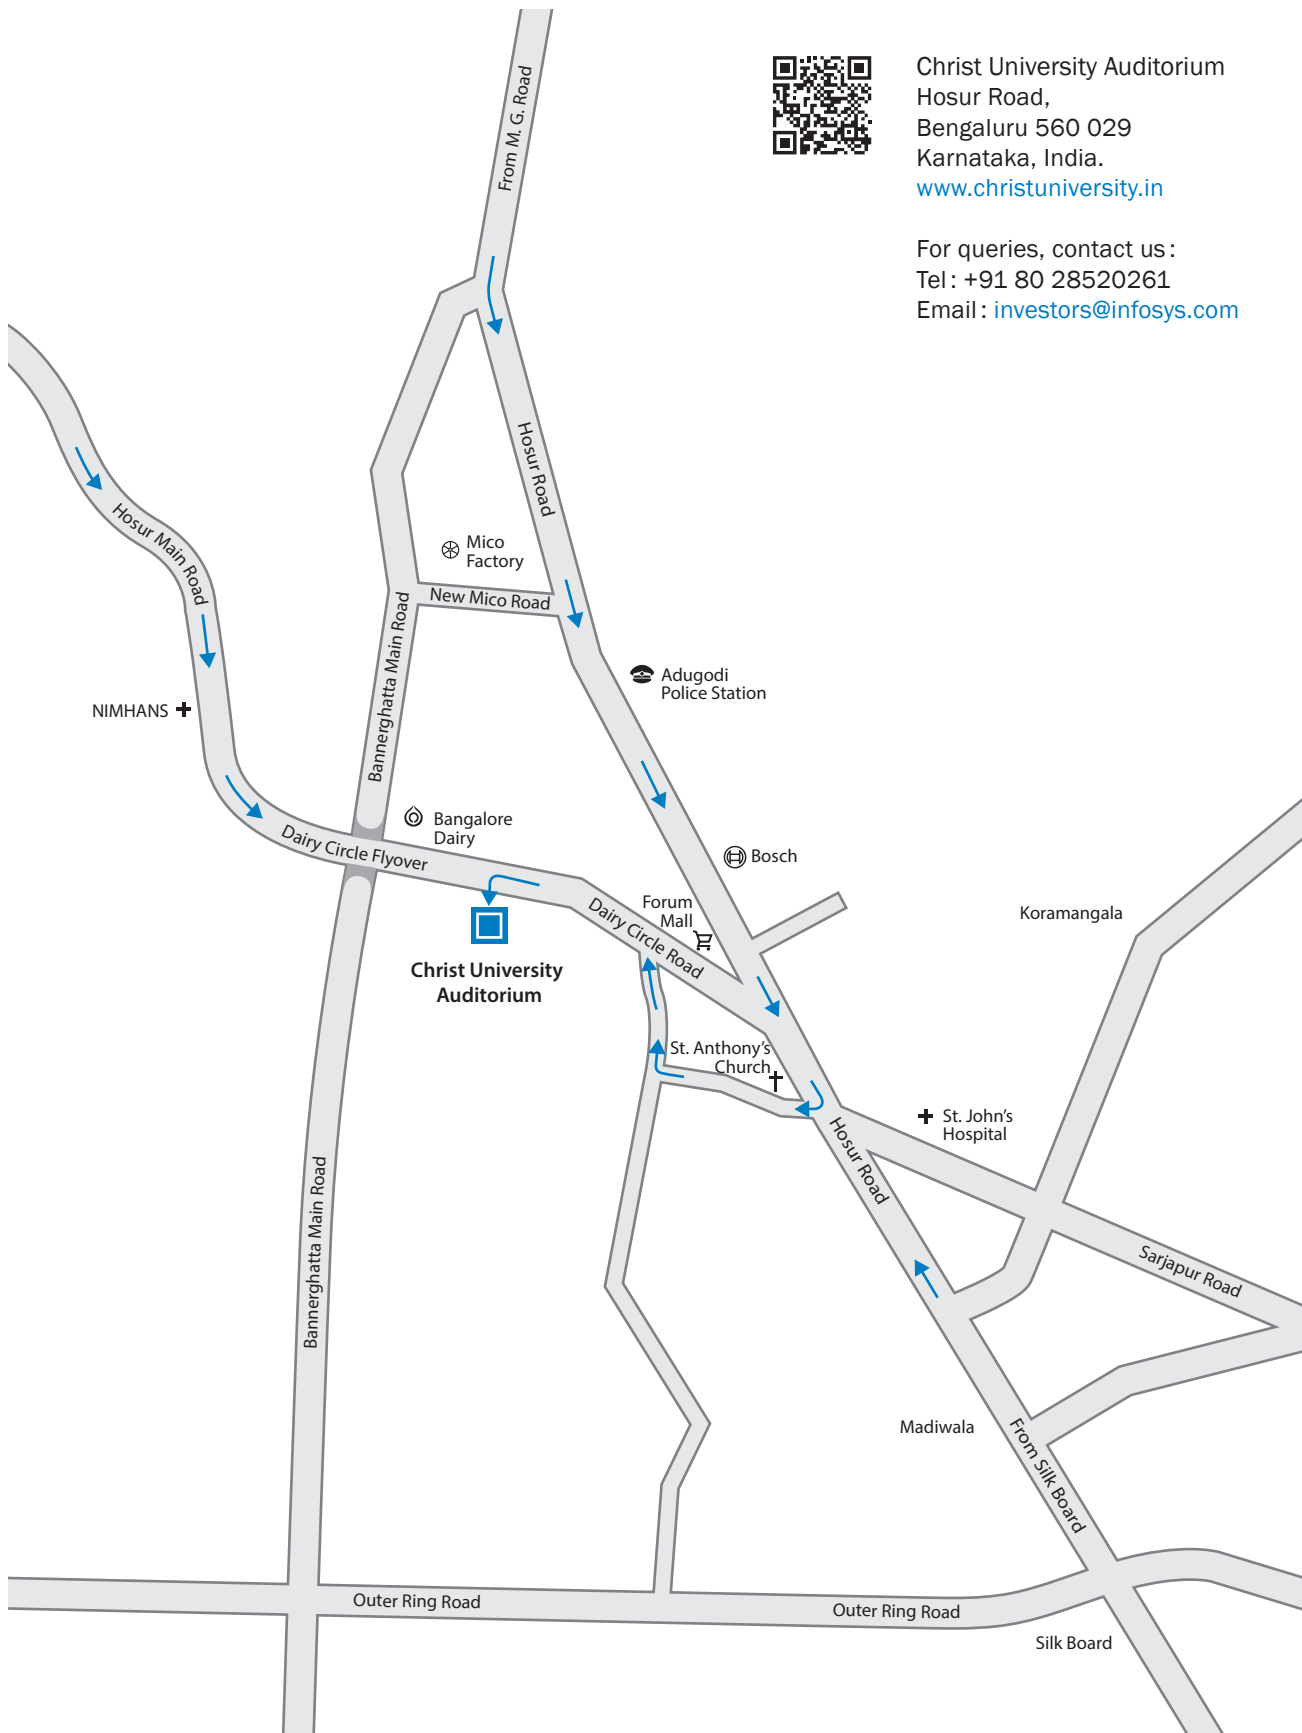 Christ University Auditorium
Hosur Road,
Bengaluru 560 029
Karnataka, India.
www.christuniversity.in
For queries, contact us :
Tel : +91 80 28520261
Email : investors@infosys.com
From M. G. Road
Hosur Road
Hosur Main Road
Mico
Factory
New Mico Road
Bannerghatta Main Road
Adugodi
Police Station
NIMHANS
Bangalore
Dairy
Dairy Circle Flyover
Bosch
Forum
Mall
Dairy Circle Road
Koramangala
Christ University
Auditorium
St. Anthony's
Church
St. John's
Hospital
Hosur Road
Bannerghatta Main Road
Sarjapur Road
Madiwala
From Silk Board
Outer Ring Road
Outer Ring Road
Silk Board